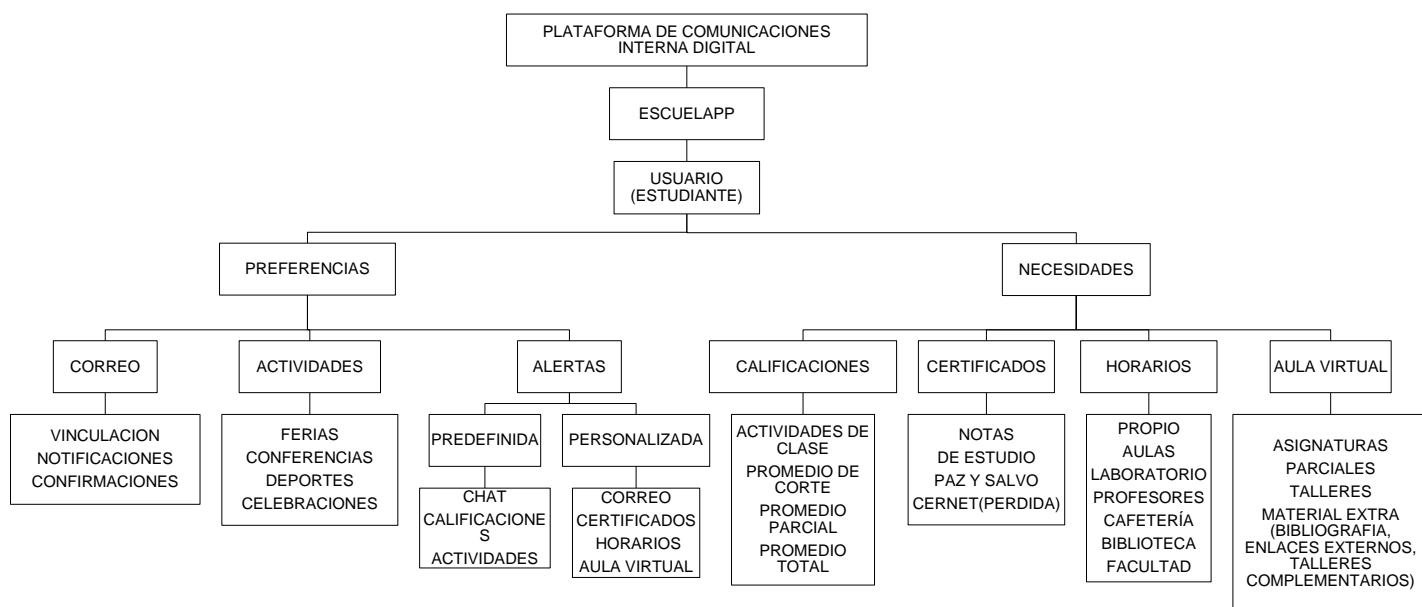 PLATAFORMA DE COMUNICACIONES
INTERNA DIGITAL
ESCUELAPP
USUARIO
(ESTUDIANTE)
PREFERENCIAS
NECESIDADES
CORREO
ACTIVIDADES
ALERTAS
CALIFICACIONES
CERTIFICADOS
HORARIOS
AULA VIRTUAL
VINCULACION
NOTIFICACIONES
CONFIRMACIONES
FERIAS
CONFERENCIAS
DEPORTES
CELEBRACIONES
PREDEFINIDA
PERSONALIZADA
CHAT
CALIFICACIONE
S
ACTIVIDADES
CORREO
CERTIFICADOS
HORARIOS
AULA VIRTUAL
ACTIVIDADES DE
CLASE
PROMEDIO DE
CORTE
PROMEDIO
PARCIAL
PROMEDIO
TOTAL
NOTAS
DE ESTUDIO
PAZ Y SALVO
CERNET(PERDIDA)
PROPIO
AULAS
LABORATORIO
PROFESORES
CAFETERÍA
BIBLIOTECA
FACULTAD
ASIGNATURAS
PARCIALES
TALLERES
MATERIAL EXTRA
(BIBLIOGRAFIA,
ENLACES EXTERNOS,
TALLERES
COMPLEMENTARIOS)